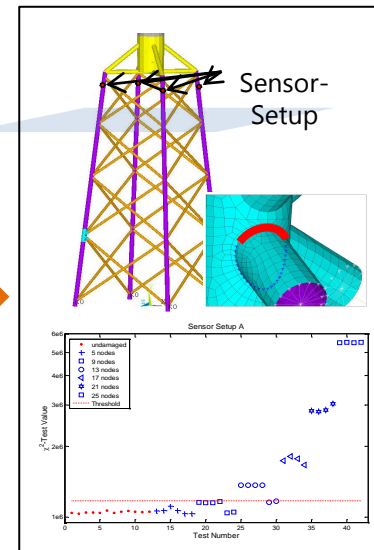 Sensor-
Setup
Sensor Setup A
6e6
5e6
4e6
3e6
2e6
1e6
undamaged
5 nodes
9 nodes
13 nodes
17 nodes
21 nodes
25 nodes
Threshold
χ²-Test Value
0 5 10 15 20 25 30 35 40
Test Number